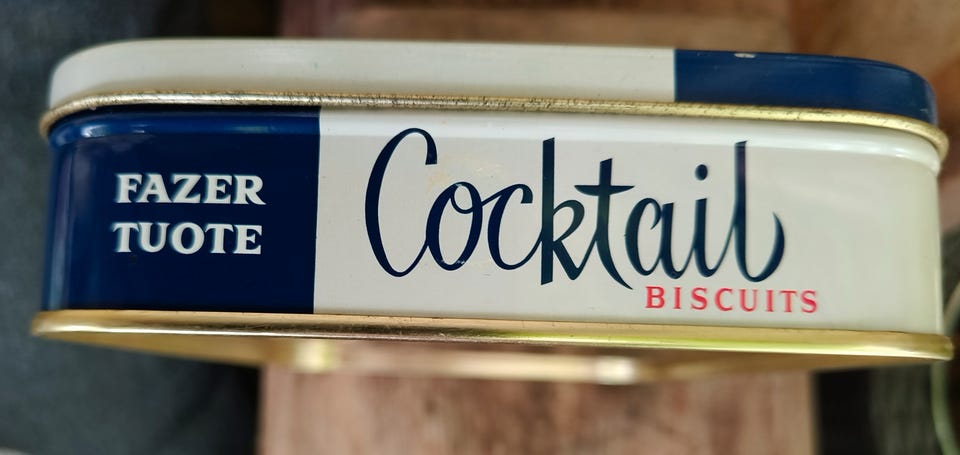 FAZER
TUOTE
Cocktail
BISCUITS